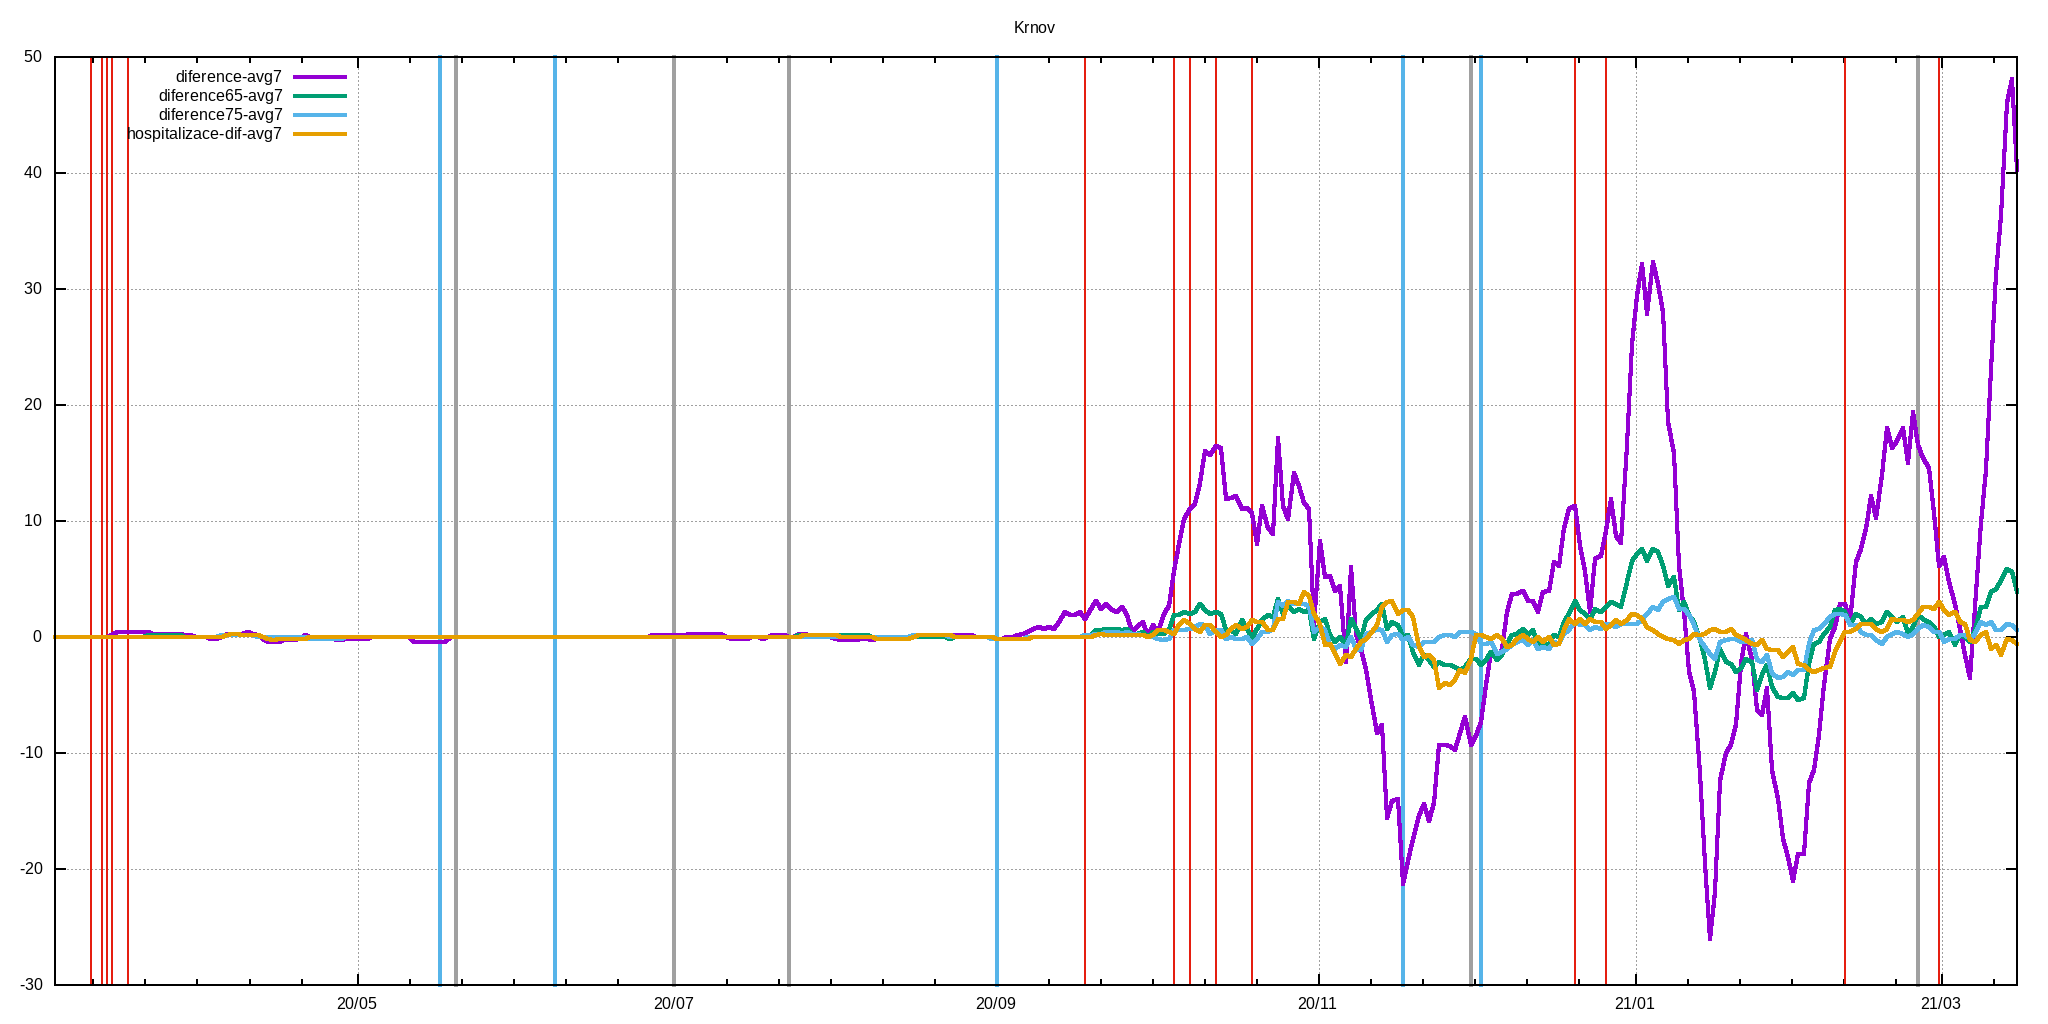 Krnov
50
40
30
20
10
0
-10
-20
-30
diference-avg7
diference65-avg7
diference75-avg7
hospitalizace-dif-avg7
20/05 20/07 20/09 20/11 21/01 21/03